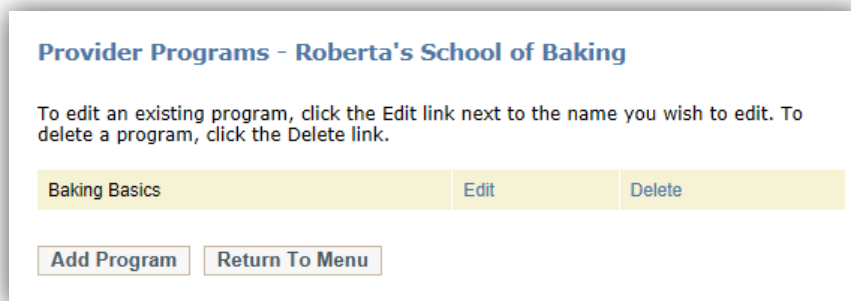 Provider Programs - Roberta's School of Baking
To edit an existing program, click the Edit link next to the name you wish to edit. To
delete a program, click the Delete link.
Baking Basics Edit Delete
Add Program Return To Menu